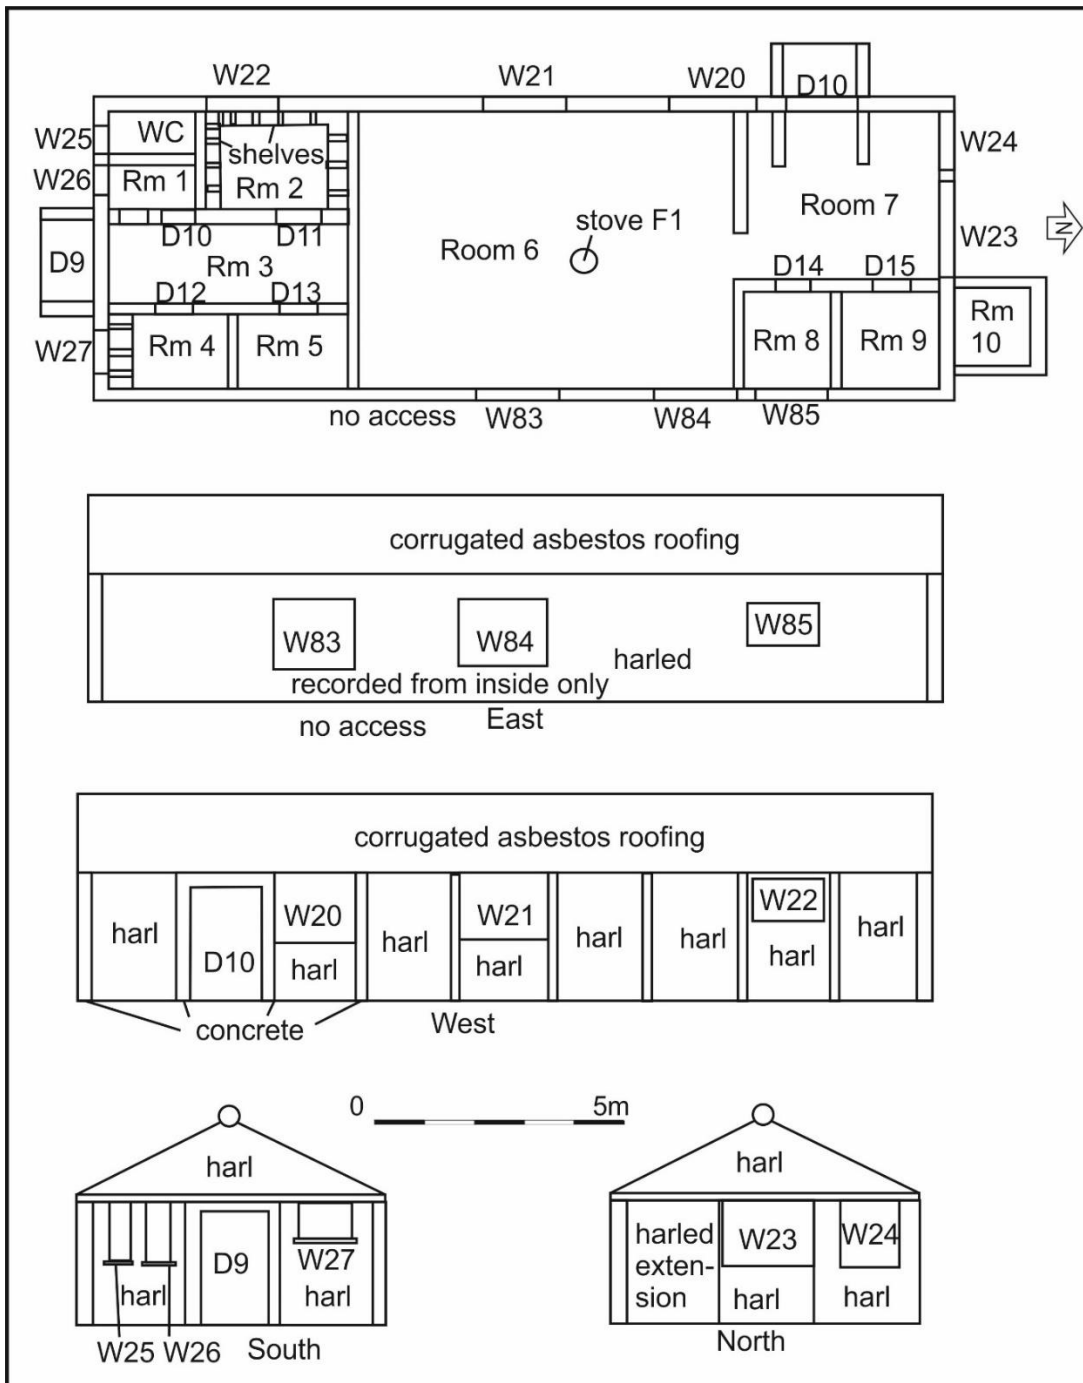 W22
W21
W20
D10
W25
WC
shelves
W24
W26
Rm 1
Rm 2
Room 7
D10
D11
Room 6
stove F1
W23
N
D9
Rm 3
D12
D13
D14
D15
Rm
10
W27
Rm 4
Rm 5
Rm 8
Rm 9
no access
W83
W84
W85
corrugated asbestos roofing
W83
W84
W85
harled
recorded from inside only
no access
East
corrugated asbestos roofing
harl
D10
W20
harl
harl
W21
harl
harl
harl
W22
harl
harl
concrete
West
0
5m
harl
D9
W27
harl
harl
W25
W26
South
harl
harled
exten-
sion
W23
harl
W24
harl
North